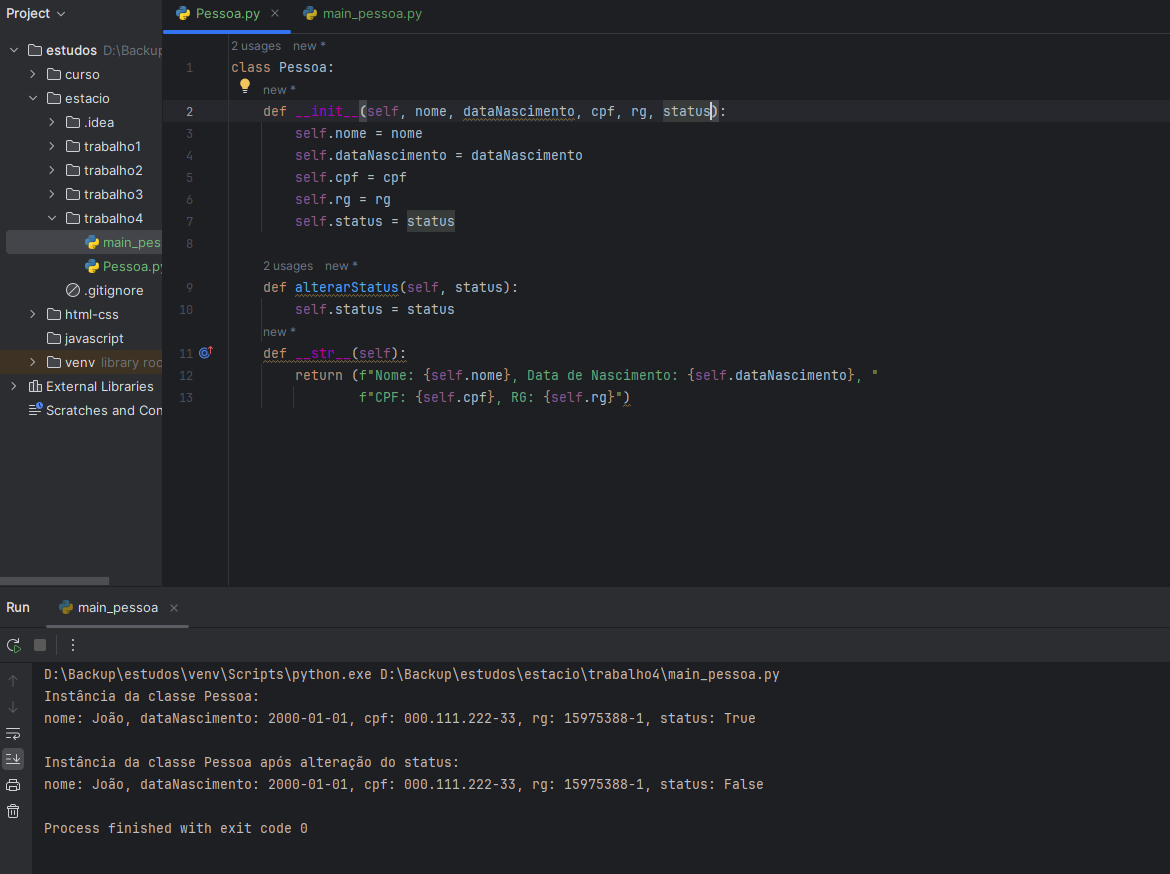 Project
Pessoa.py
main_pessoa.py
estudos D:\Backup
curso
estacio
.idea
trabalho1
trabalho2
trabalho3
trabalho4
main_pes
Pessoa.py
.gitignore
html-css
javascript
venv library roo
External Libraries
Scratches and Con
2 usages new *
1 class Pessoa:
new *
2 def __init__(self, nome, dataNascimento, cpf, rg, status):
3 self.nome = nome
4 self.dataNascimento = dataNascimento
5 self.cpf = cpf
6 self.rg = rg
7 self.status = status
8
2 usages new *
9 def alterarStatus(self, status):
10 self.status = status
new *
11 def __str__(self):
12 return (f"Nome: {self.nome}, Data de Nascimento: {self.dataNascimento}, "
13 f"CPF: {self.cpf}, RG: {self.rg}")
Run
main_pessoa
D:\Backup\estudos\venv\Scripts\python.exe D:\Backup\estudos\estacio\trabalho4\main_pessoa.py
Instância da classe Pessoa:
nome: João, dataNascimento: 2000-01-01, cpf: 000.111.222-33, rg: 15975388-1, status: True
Instância da classe Pessoa após alteração do status:
nome: João, dataNascimento: 2000-01-01, cpf: 000.111.222-33, rg: 15975388-1, status: False
Process finished with exit code 0